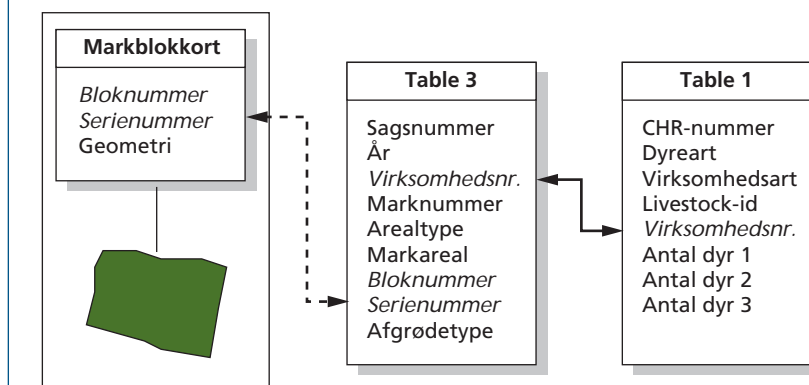 Markblokkort
Bloknummer
Serienummer
Geometri
Table 3
Sagsnummer
År
Virksomhedsnr.
Marknummer
Arealtype
Markareal
Bloknummer
Serienummer
Afgrødetype
Table 1
CHR-nummer
Dyreart
Virksomhedsart
Livestock-id
Virksomhedsnr.
Antal dyr 1
Antal dyr 2
Antal dyr 3